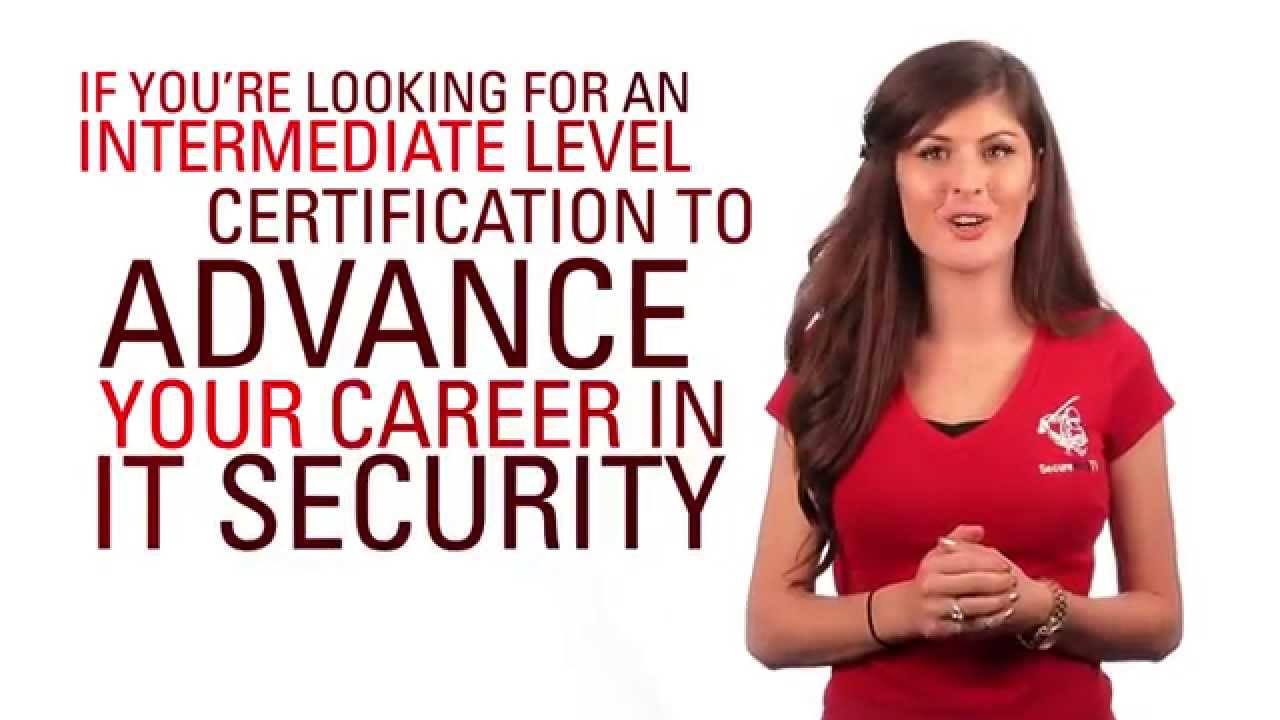 IF YOU'RE LOOKING FOR AN
INTERMEDIATE LEVEL
CERTIFICATION TO
ADVANCE
YOUR CAREER IN
IT SECURITY
Secure